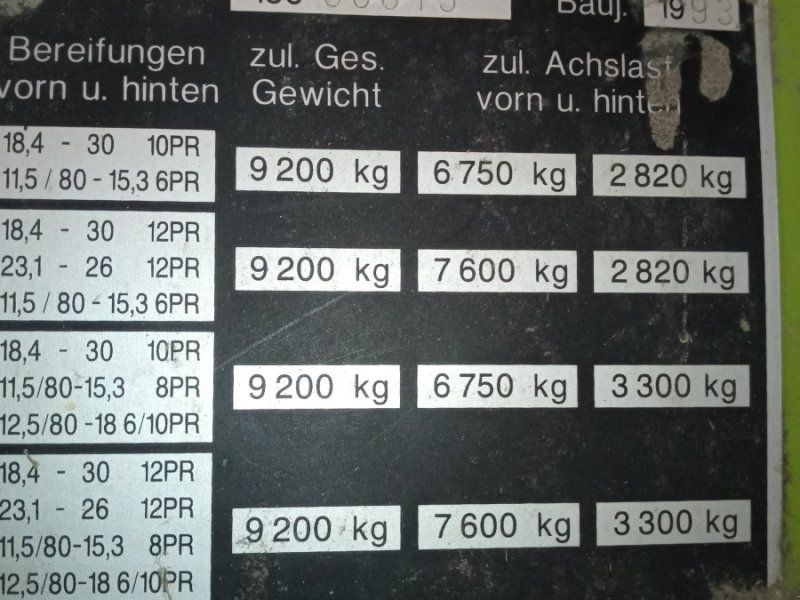 Bauj. 1993
Bereifungen zul. Ges. zul. Achslast
vorn u. hinten Gewicht vorn u. hinten
18,4 - 30 10PR
11,5 / 80 - 15,3 6PR
9 200 kg 6 750 kg 2 820 kg
18,4 - 30 12PR
23,1 - 26 12PR
11,5 / 80 - 15,3 6PR
9 200 kg 7 600 kg 2 820 kg
18,4 - 30 10PR
11,5/80-15,3 8PR
12,5/80-18 6/10PR
9 200 kg 6 750 kg 3 300 kg
18,4 - 30 12PR
23,1 - 26 12PR
11,5/80-15,3 8PR
12,5/80-18 6/10PR
9 200 kg 7 600 kg 3 300 kg